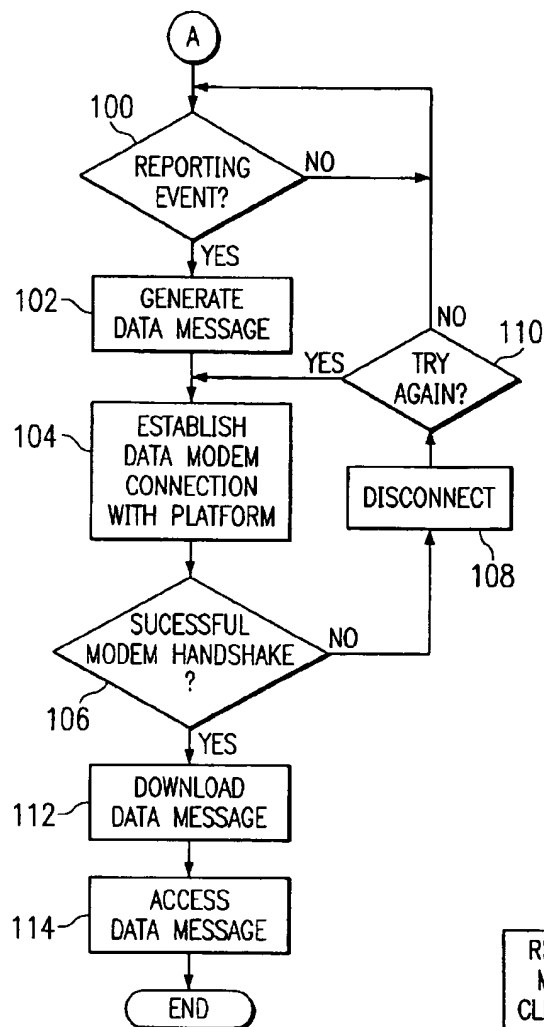 A
100
REPORTING
EVENT?
NO
YES
102
GENERATE
DATA MESSAGE
NO
110
YES
TRY
AGAIN?
104
ESTABLISH
DATA MODEM
CONNECTION
WITH PLATFORM
DISCONNECT
108
SUCESSFUL
MODEM HANDSHAKE
?
NO
106
YES
112
DOWNLOAD
DATA MESSAGE
114
ACCESS
DATA MESSAGE
END